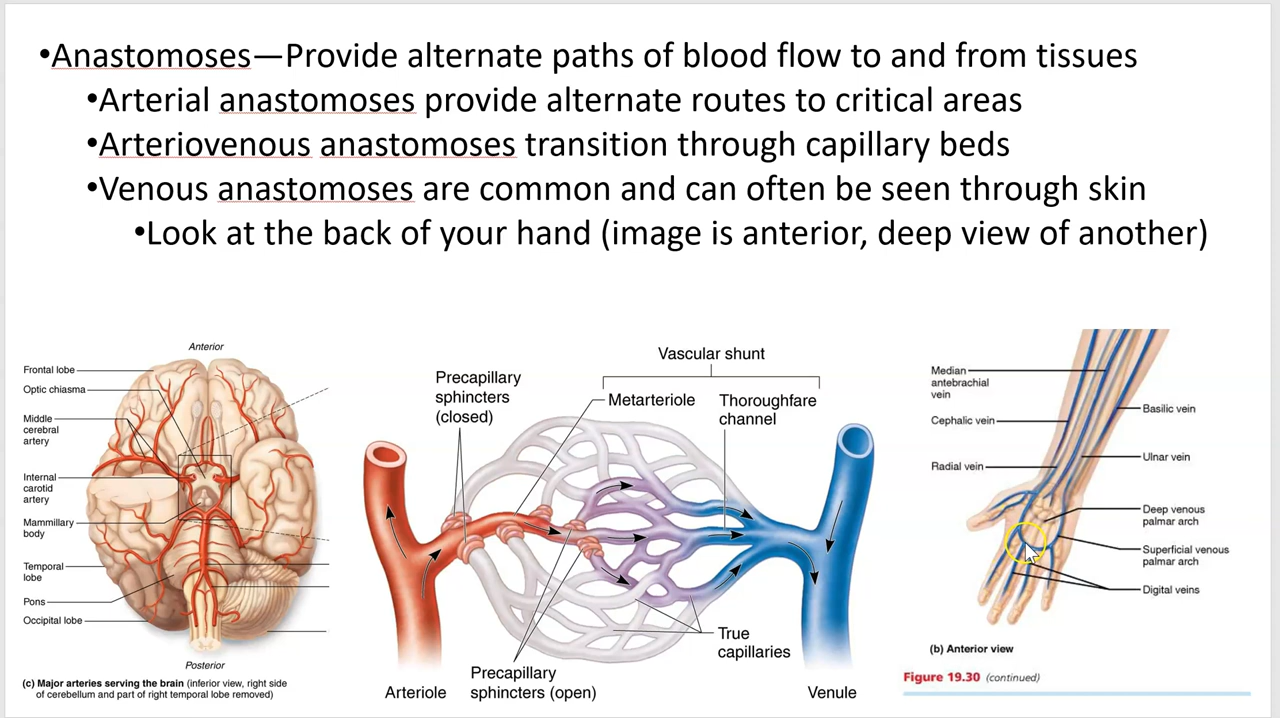 •Anastomoses—Provide alternate paths of blood flow to and from tissues
•Arterial anastomoses provide alternate routes to critical areas
•Arteriovenous anastomoses transition through capillary beds
•Venous anastomoses are common and can often be seen through skin
•Look at the back of your hand (image is anterior, deep view of another)
Anterior
Frontal lobe
Optic chiasma
Middle
cerebral
artery
Internal
carotid
artery
Mammillary
body
Temporal
lobe
Pons
Occipital lobe
Posterior
(c) Major arteries serving the brain (inferior view, right side
of cerebellum and part of right temporal lobe removed)
Vascular shunt
Precapillary
sphincters
(closed)
Metarteriole
Thoroughfare
channel
True
capillaries
Precapillary
sphincters (open)
Arteriole
Venule
Median
antebrachial
vein
Cephalic vein
Radial vein
Basilic vein
Ulnar vein
Deep venous
palmar arch
Superficial venous
palmar arch
Digital veins
(b) Anterior view
Figure 19.30 (continued)